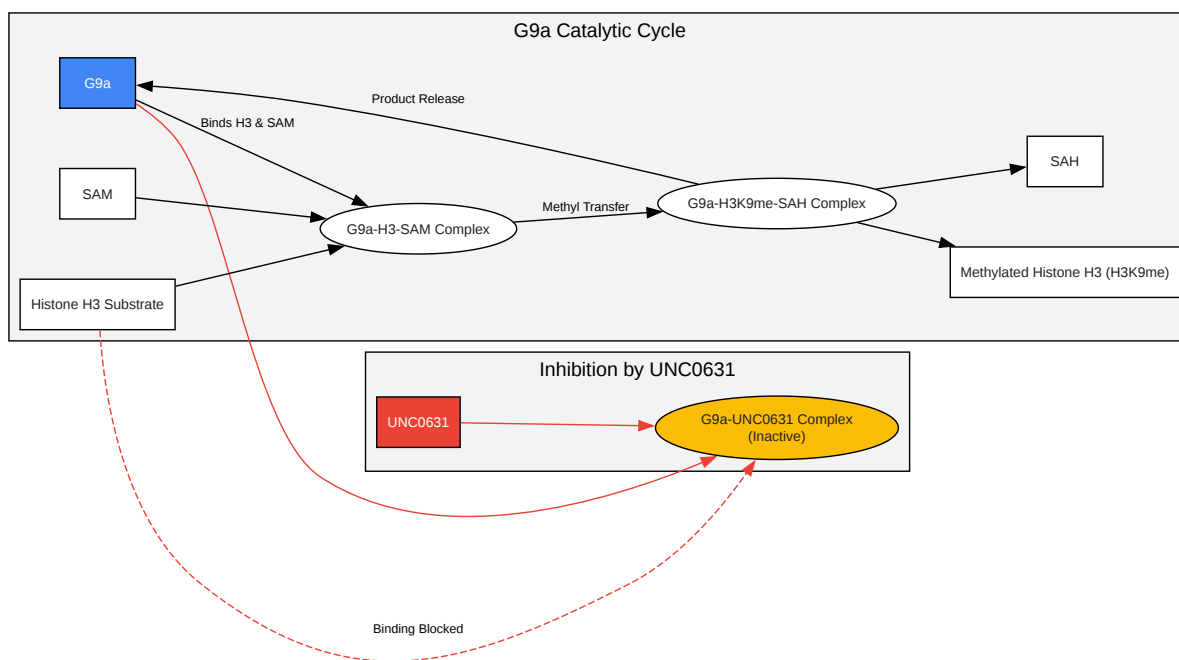 G9a Catalytic Cycle
G9a
Product Release
Binds H3 & SAM
SAH
SAM
G9a-H3K9me-SAH Complex
Methyl Transfer
G9a-H3-SAM Complex
Methylated Histone H3 (H3K9me)
Histone H3 Substrate
Inhibition by UNC0631
UNC0631
G9a-UNC0631 Complex
(Inactive)
Binding Blocked